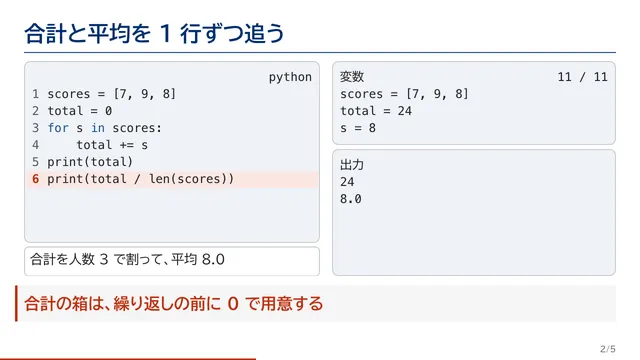 合計と平均を 1 行ずつ追う
python
1 scores = [7, 9, 8]
2 total = 0
3 for s in scores:
4     total += s
5 print(total)
6 print(total / len(scores))
合計を人数 3 で割って、平均 8.0
変数 11 / 11
scores = [7, 9, 8]
total = 24
s = 8
出力
24
8.0
合計の箱は、繰り返しの前に 0 で用意する
2/5